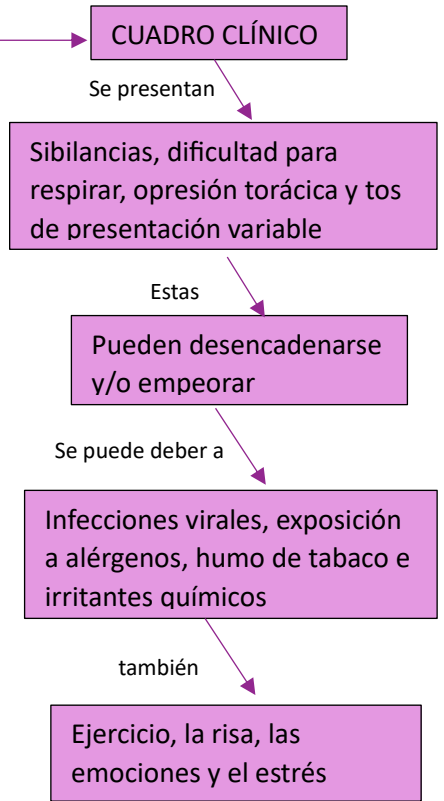 CUADRO CLÍNICO
Se presentan
Sibilancias, dificultad para
respirar, opresión torácica y tos
de presentación variable
Estas
Pueden desencadenarse
y/o empeorar
Se puede deber a
Infecciones virales, exposición
a alérgenos, humo de tabaco e
irritantes químicos
también
Ejercicio, la risa, las
emociones y el estrés